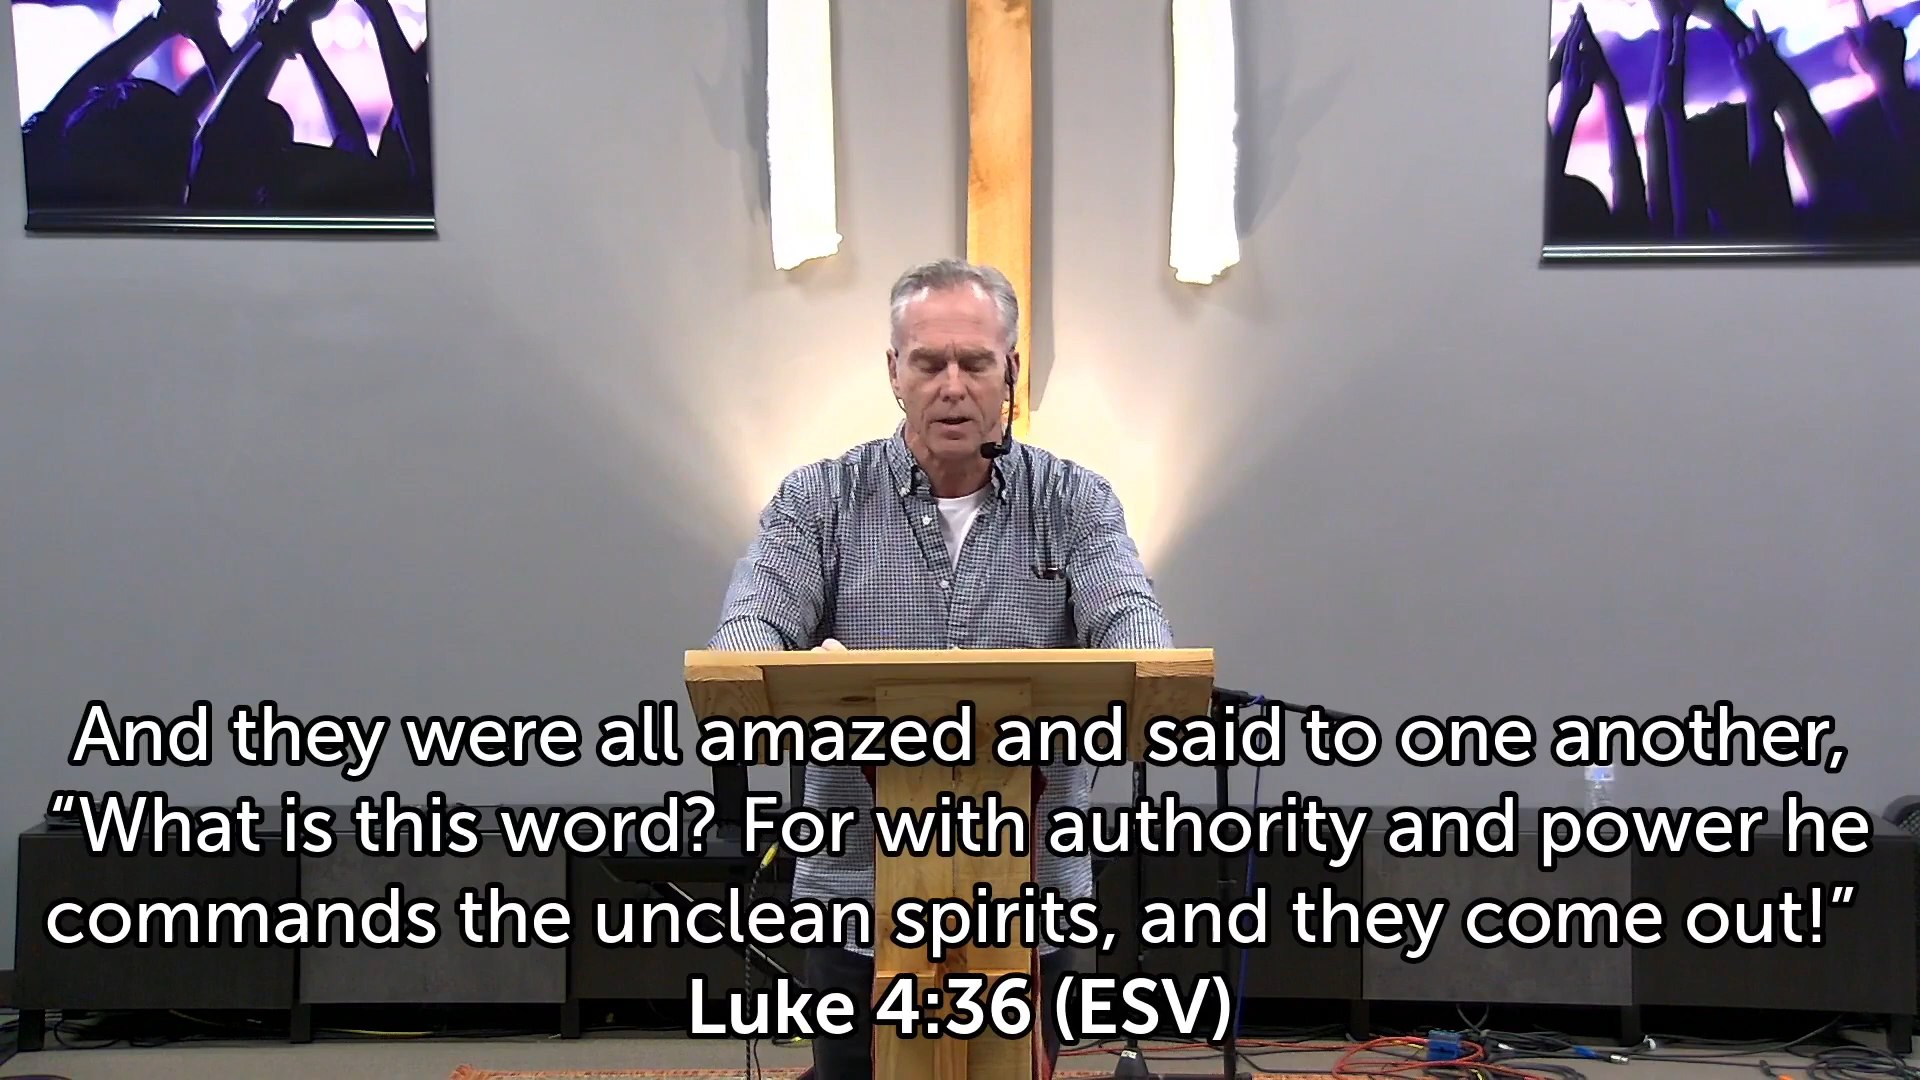 And they were all amazed and said to one another,
“What is this word? For with authority and power he
commands the unclean spirits, and they come out!”
Luke 4:36 (ESV)